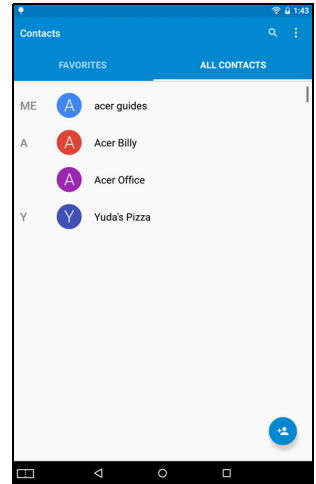 1:43
Contacts
FAVORITES ALL CONTACTS
ME A acer guides
A A Acer Billy
A Acer Office
Y Y Yuda's Pizza